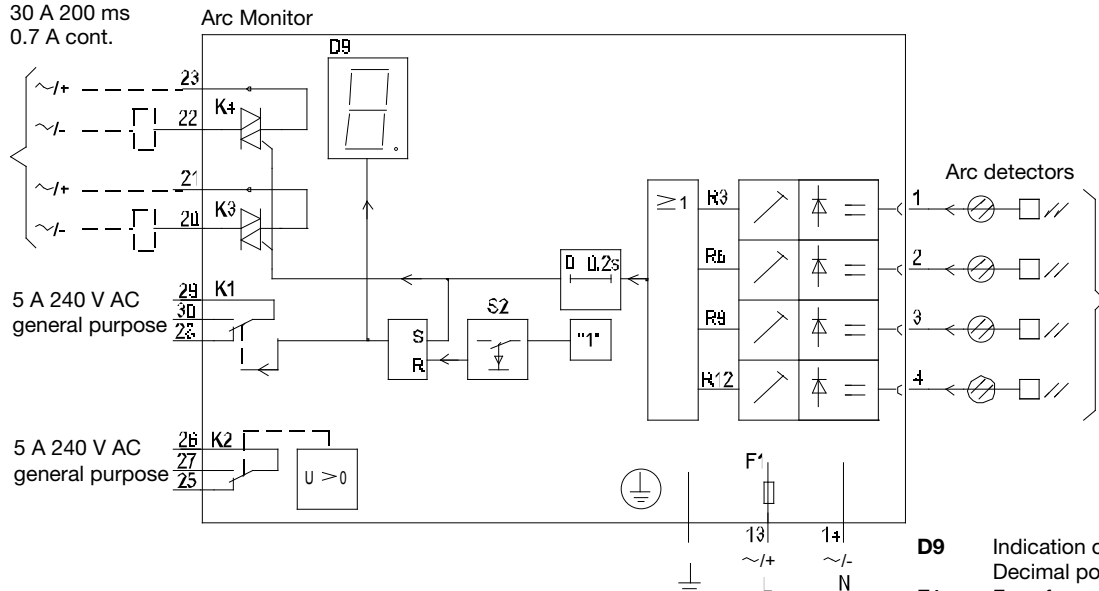 30 A 200 ms
0.7 A cont.
Arc Monitor
D9
~/+
23
K4
~/-
22
~/+
21
K3
~/-
20
Arc detectors
≥1
R3
1
R6
2
R9
3
R12
4
0 0.2s
5 A 240 V AC
general purpose
29
K1
30
28
S
R
S2
"1"
5 A 240 V AC
general purpose
26
K2
27
25
U >0
F1
13
14
~/+
~/-
L
N
D9
Indication
Decimal